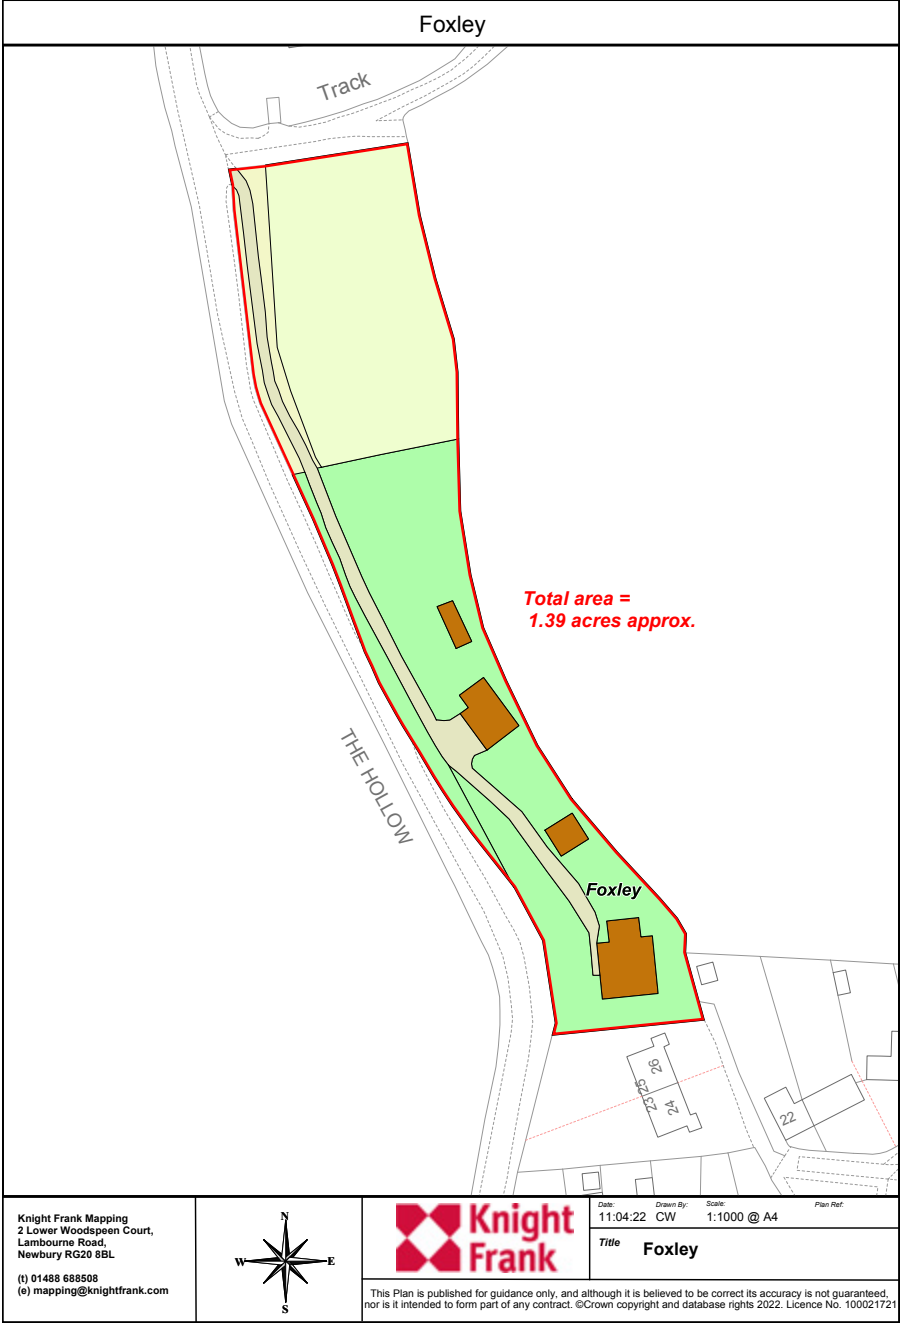 Foxley
Track
Total area =
1.39 acres approx.
THE HOLLOW
Foxley
26
25
23
24
22
Knight Frank Mapping
2 Lower Woodspeen Court,
Lambourne Road,
Newbury RG20 8BL
(t) 01488 688508
(e) mapping@knightfrank.com
N
W
E
S
Knight
Frank
Date:
11:04:22
Drawn By:
CW
Scale:
1:1000 @ A4
Plan Ref:
Title
Foxley
This Plan is published for guidance only, and although it is believed to be correct its accuracy is not guaranteed,
nor is it intended to form part of any contract. ©Crown copyright and database rights 2022. Licence No. 100021721